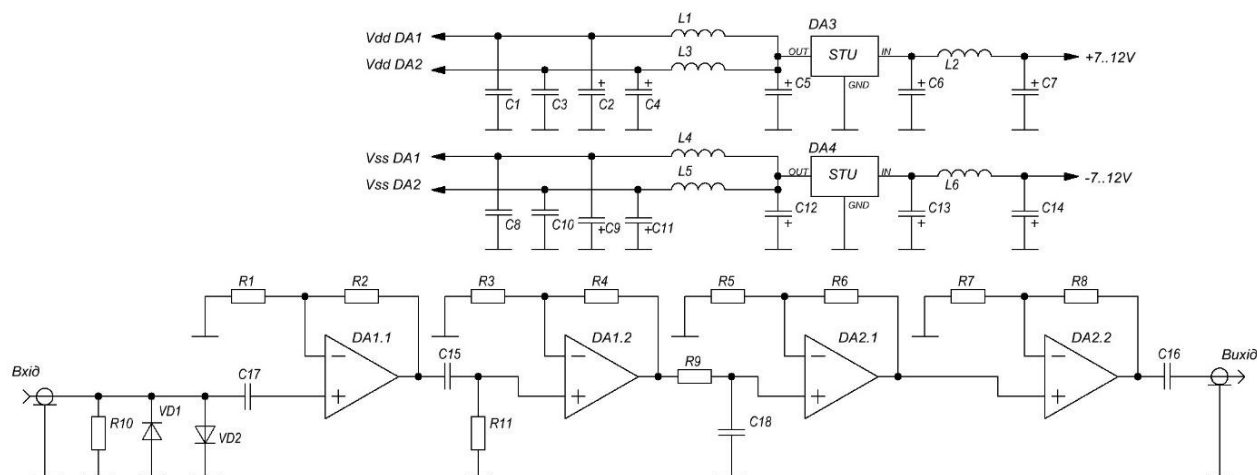 L1
DA3
Vdd DA1
L3
OUT
STU
IN
L2
+7..12V
Vdd DA2
GND
C1
C3
+
C2
+
C4
+
C5
+
C6
+
C7
L4
DA4
Vss DA1
L5
OUT
STU
IN
L6
-7..12V
Vss DA2
GND
C8
C10
+
C9
+
C11
C12
+
C13
+
C14
+
R1
R2
R3
R4
R5
R6
R7
R8
DA1.1
DA1.2
DA2.1
DA2.2
Вхід
C17
C15
R9
C16
Вихід
−
+
−
+
−
+
−
+
R10
VD1
VD2
R11
C18